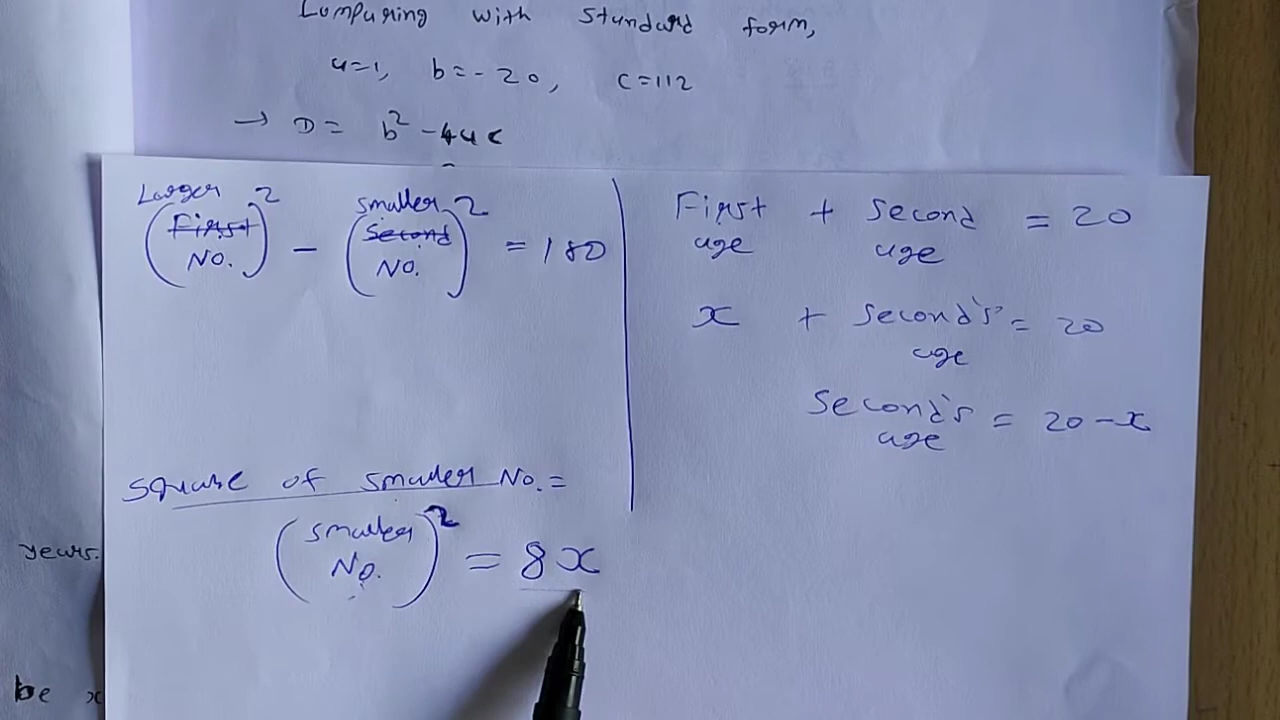 Comparing with standard form,
a=1, b=-20, c=112
→ D= b² -4ac
Larger smaller
(First No.)² - (Second No.)² = 180
Square of smaller No. =
(smaller No.)² = 8x
First age + second age = 20
x + second's age = 20
Second's age = 20-x
years.
be x